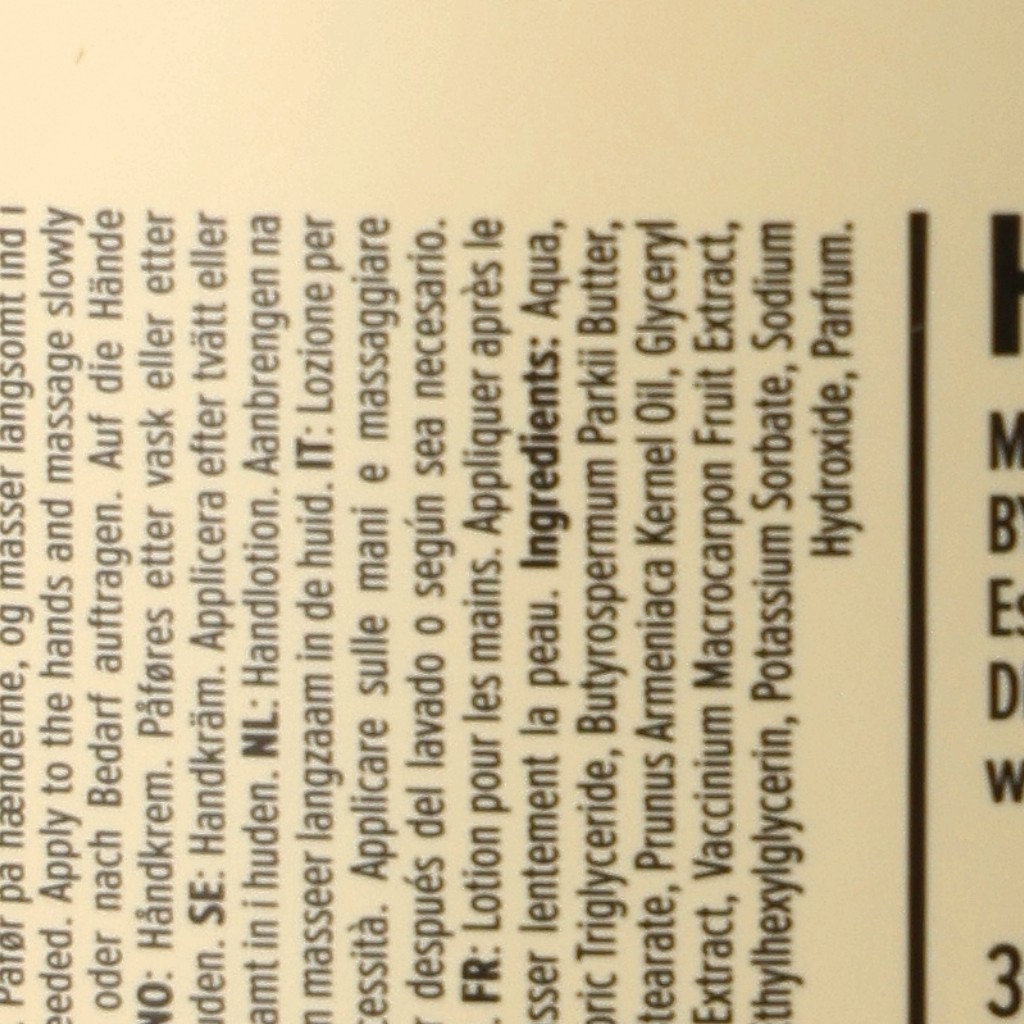 Påfør på hænderne, og masser langsomt ind i
eeded. Apply to the hands and massage slowly
oder nach Bedarf auftragen. Auf die Hände
NO: Håndkrem. Påføres etter vask eller etter
uden. SE: Handkräm. Applicera efter tvätt eller
amt in i huden. NL: Handlotion. Aanbrengen na
n masseer langzaam in de huid. IT: Lozione per
cessità. Applicare sulle mani e massaggiare
r después del lavado o según sea necesario.
. FR: Lotion pour les mains. Appliquer après le
sser lentement la peau. Ingredients: Aqua,
oric Triglyceride, Butyrospermum Parkii Butter,
tearate, Prunus Armeniaca Kernel Oil, Glyceryl
Extract, Vaccinium Macrocarpon Fruit Extract,
thylhexylglycerin, Potassium Sorbate, Sodium
Hydroxide, Parfum.